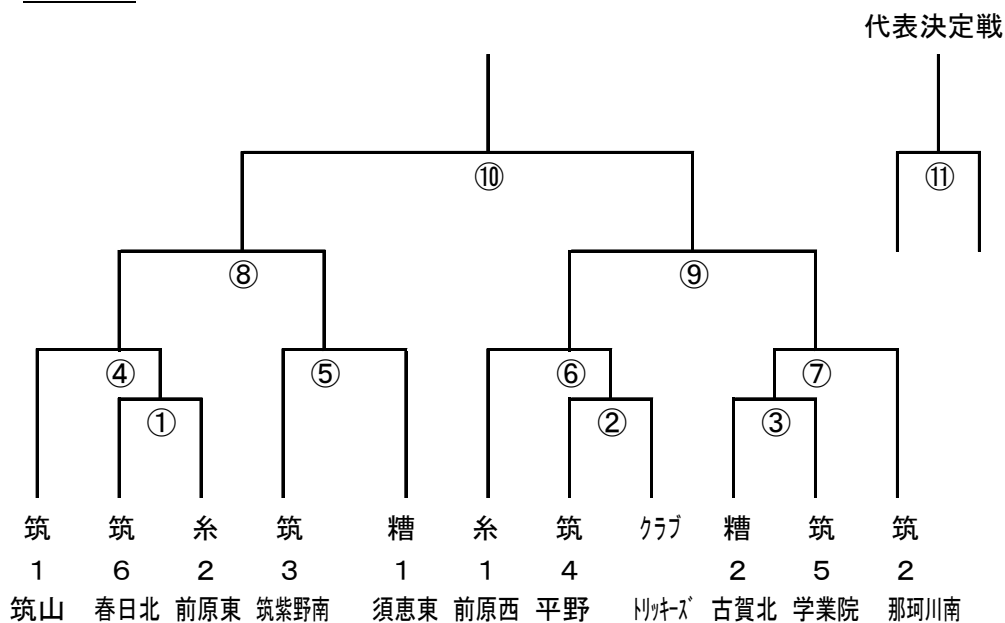 代表決定戦
⑩ ⑪
⑧ ⑨
④ ⑤ ⑥ ⑦
① ② ③
筑 筑 糸 筑 糟 糸 筑 ｸﾗﾌﾞ 糟 筑 筑
1 6 2 3 1 1 4 2 5 2
筑山 春日北 前原東 筑紫野南 須恵東 前原西 平野 ﾄﾘｯｷｰｽﾞ 古賀北 学業院 那珂川南